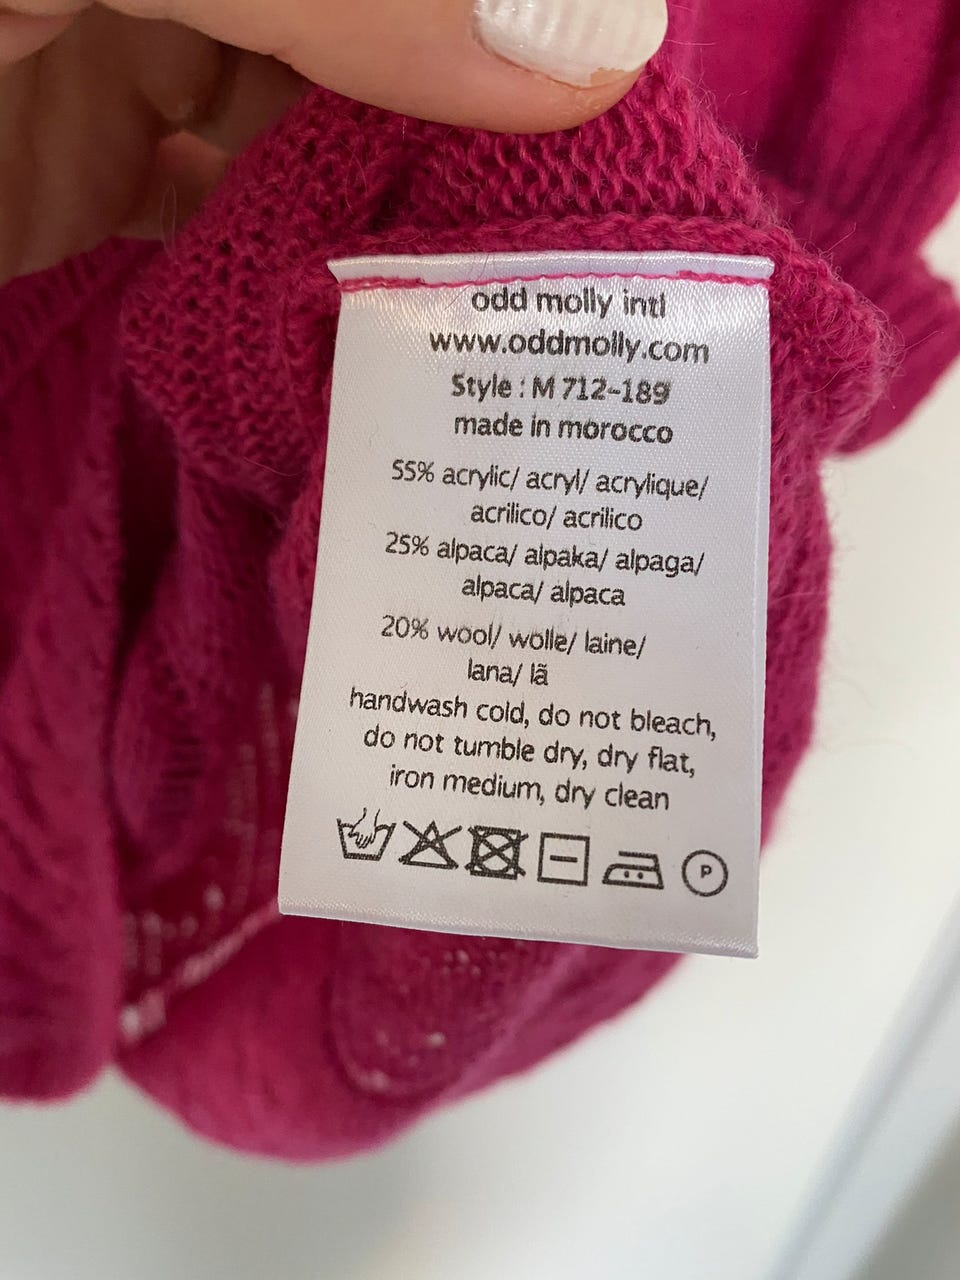 odd molly intl
www.oddmolly.com
Style : M 712-189
made in morocco
55% acrylic/ acryl/ acrylique/
acrilico/ acrilico
25% alpaca/ alpaka/ alpaga/
alpaca/ alpaca
20% wool/ wolle/ laine/
lana/ lã
handwash cold, do not bleach,
do not tumble dry, dry flat,
iron medium, dry clean
P